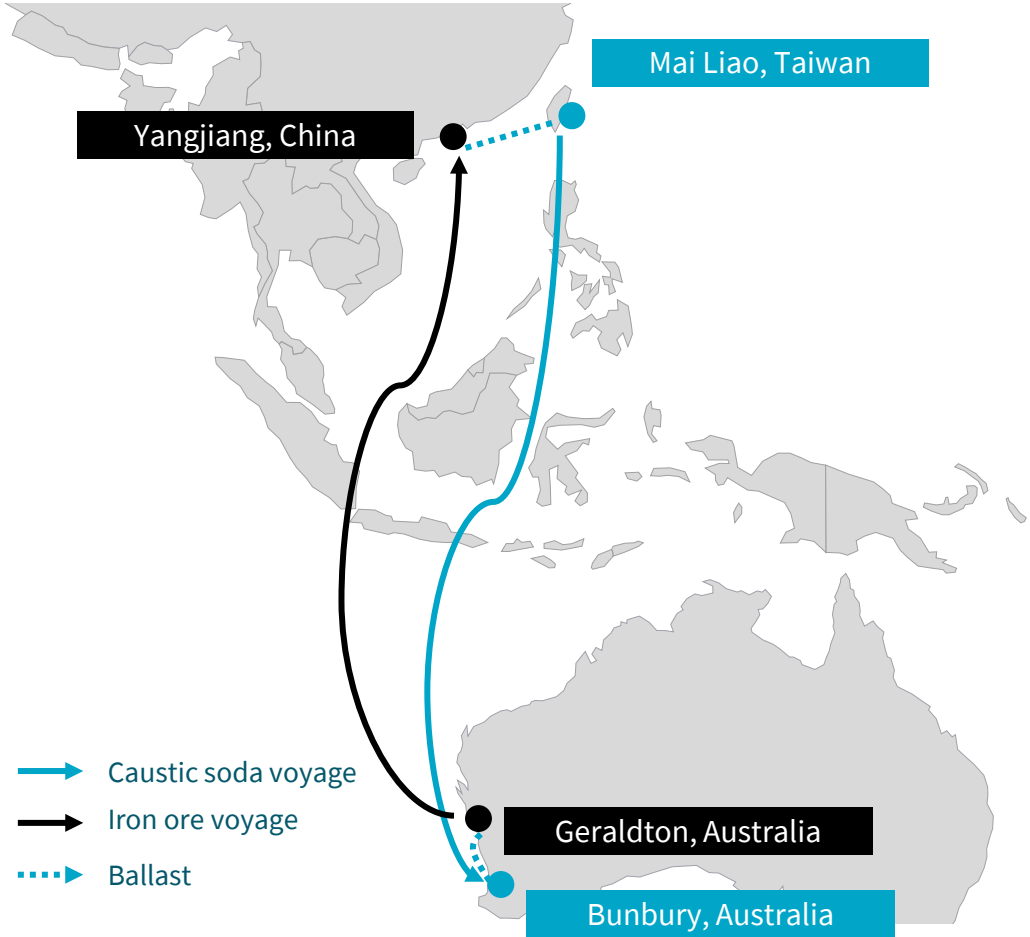 Mai Liao, Taiwan
Yangjiang, China
Caustic soda voyage
Iron ore voyage
Ballast
Geraldton, Australia
Bunbury, Australia